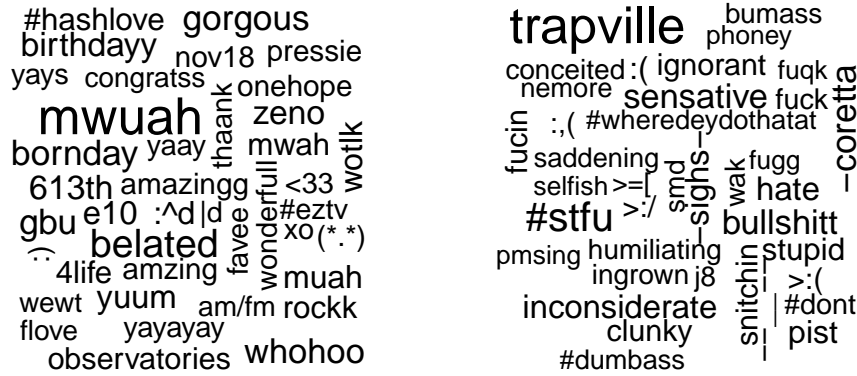 #hashlove gorgous
birthdayy nov18 pressie
yays congratss onehope
mwuah thaank zeno
bornday yaay mwah wotlk
613th amazingg wonderfull <33
gbu e10 :^d |d favee #eztv
belated xo (*.*)
4life amzing muah
wewt yuum am/fm rockk
flove yayayay
observatories whohoo
trapville bumass
phoney
conceited :( ignorant fuqk
nemore sensative fuck –coretta
fucin :,( #wheredeydothatat
saddening smd –sighs– wak fugg
selfish >=[ hate
#stfu >:/ bullshitt
pmsing humiliating stupid
ingrown j8 snitchin >:(
inconsiderate | #dont
clunky –_– pist
#dumbass